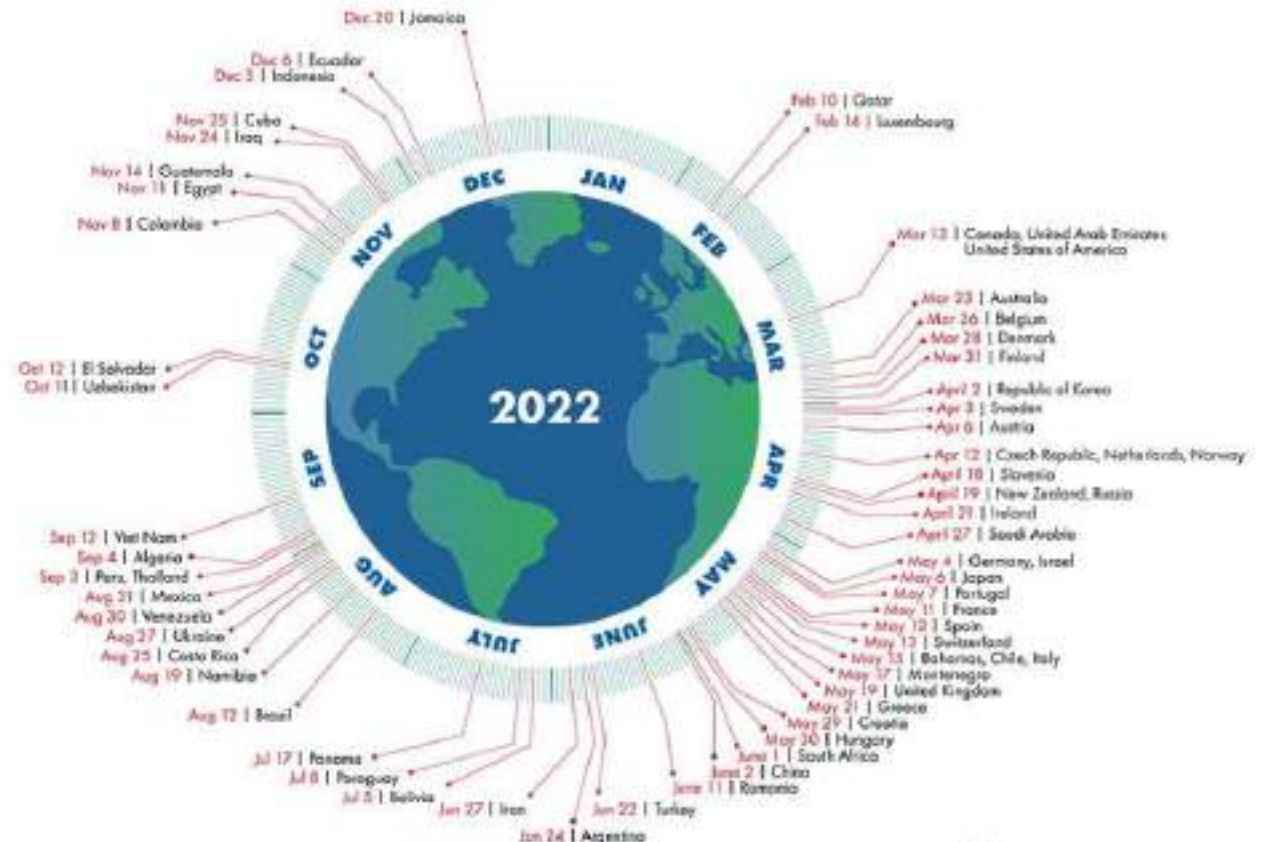 Dec 20 | Jamaica
Dec 6 | Ecuador
Dec 3 | Indonesia
Nov 25 | Cuba
Nov 24 | Iraq
Nov 14 | Guatemala
Nov 11 | Egypt
Nov 8 | Colombia
Oct 12 | El Salvador
Oct 11 | Uzbekistan
Sep 12 | Viet Nam
Sep 4 | Algeria
Sep 3 | Peru, Thailand
Aug 31 | Mexico
Aug 30 | Venezuela
Aug 27 | Ukraine
Aug 25 | Costa Rica
Aug 19 | Namibia
Aug 12 | Brasil
Jul 17 | Panama
Jul 8 | Paraguay
Jul 5 | Bolivia
Jun 27 | Iran
Jun 24 | Argentina
Jun 22 | Turkey
Feb 10 | Qatar
Feb 14 | Luxembourg
Mar 13 | Canada, United Arab Emirates
United States of America
Mar 23 | Australia
Mar 26 | Belgium
Mar 28 | Denmark
Mar 31 | Finland
April 2 | Republic of Korea
Apr 3 | Sweden
Apr 6 | Austria
Apr 12 | Czech Republic, Netherlands, Norway
April 18 | Slovenia
April 19 | New Zealand, Russia
April 21 | Ireland
April 27 | Saudi Arabia
May 4 | Germany, Israel
May 6 | Japan
May 7 | Portugal
May 11 | France
May 12 | Spain
May 13 | Switzerland
May 15 | Bahamas, Chile, Italy
May 17 | Montenegro
May 19 | United Kingdom
May 21 | Greece
May 29 | Croatia
May 30 | Hungary
June 1 | South Africa
June 2 | China
June 11 | Romania
JAN
FEB
MAR
APR
MAY
JUNE
JULY
AUG
SEP
OCT
NOV
DEC
2022